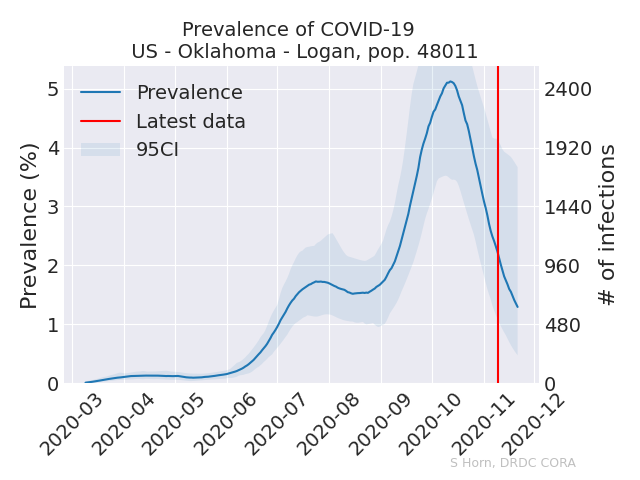 Prevalence of COVID-19
US - Oklahoma - Logan, pop. 48011
Prevalence
Latest data
95CI
Prevalence (%)
5
4
3
2
1
0
# of infections
2400
1920
1440
960
480
0
2020-03
2020-04
2020-05
2020-06
2020-07
2020-08
2020-09
2020-10
2020-11
2020-12
S Horn, DRDC CORA